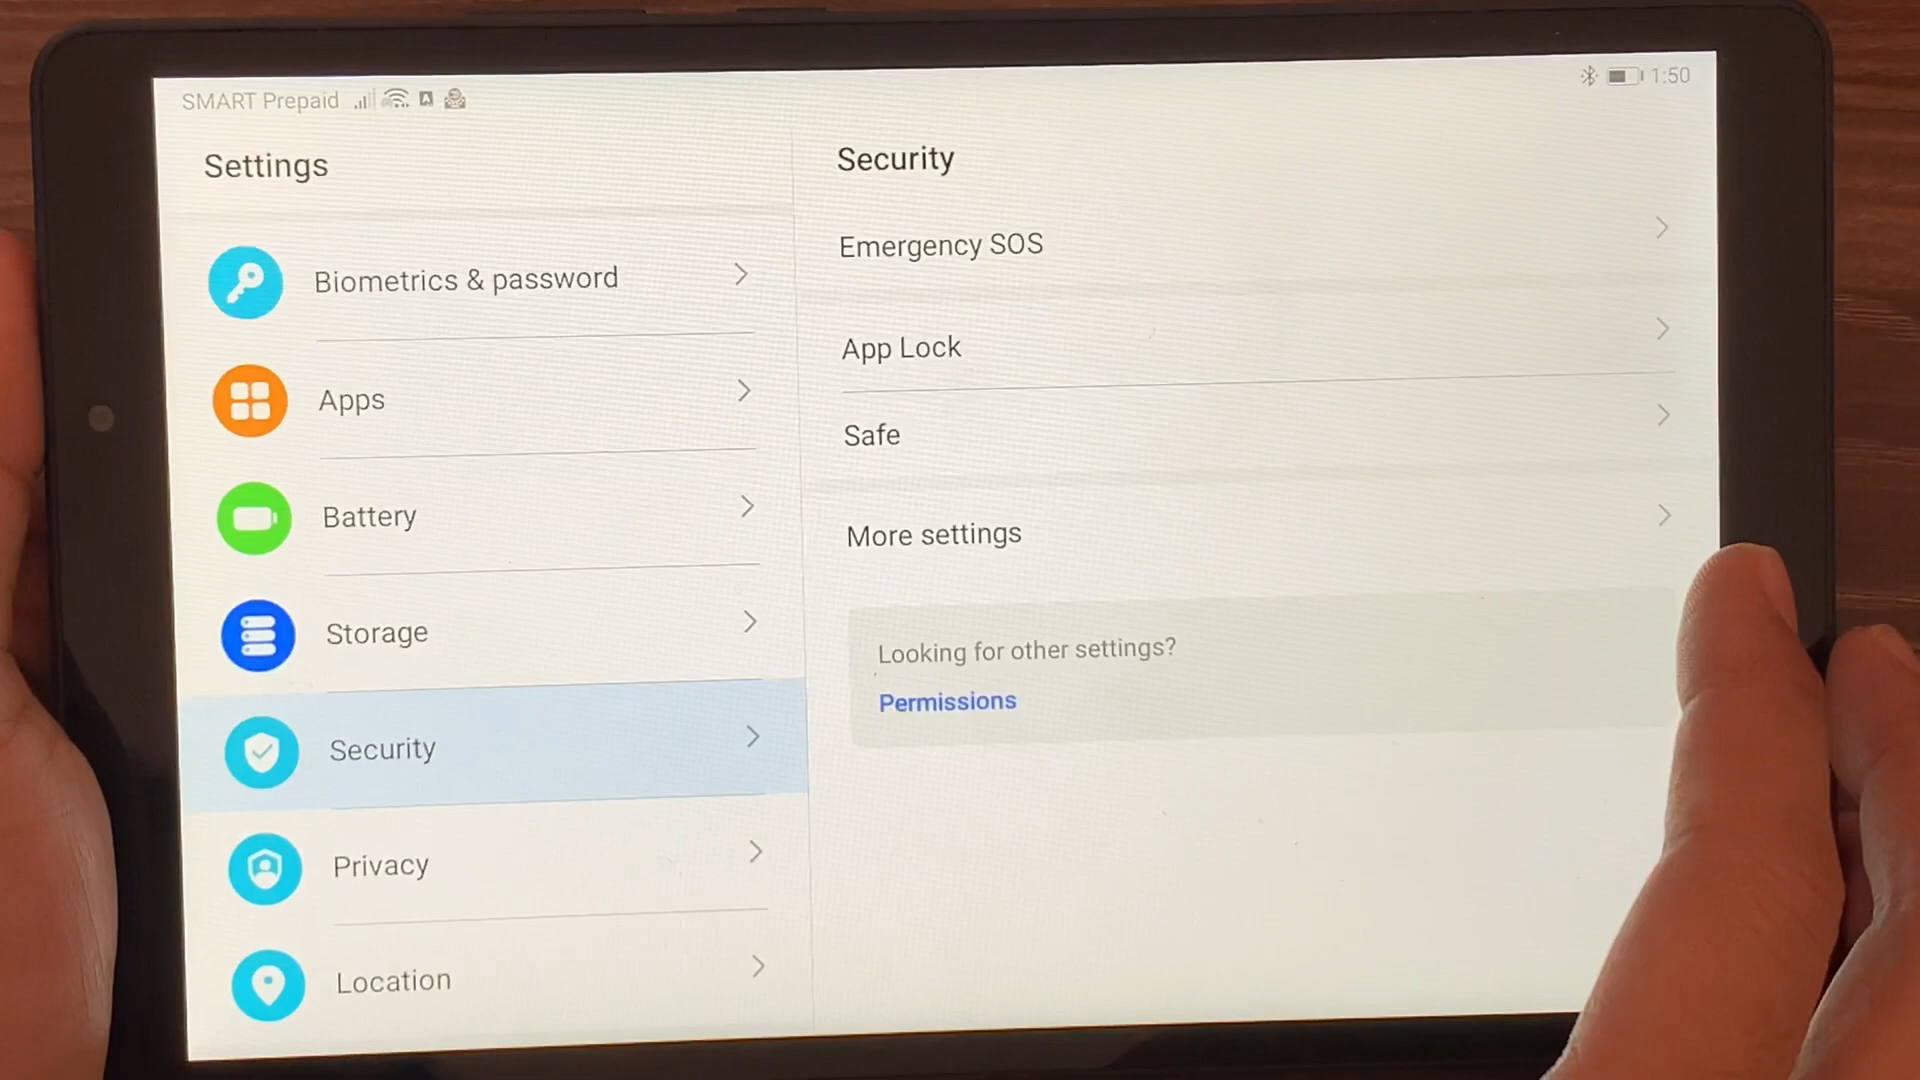 SMART Prepaid
1:50
Settings
Biometrics & password
Apps
Battery
Storage
Security
Privacy
Location
Security
Emergency SOS
App Lock
Safe
More settings
Looking for other settings?
Permissions